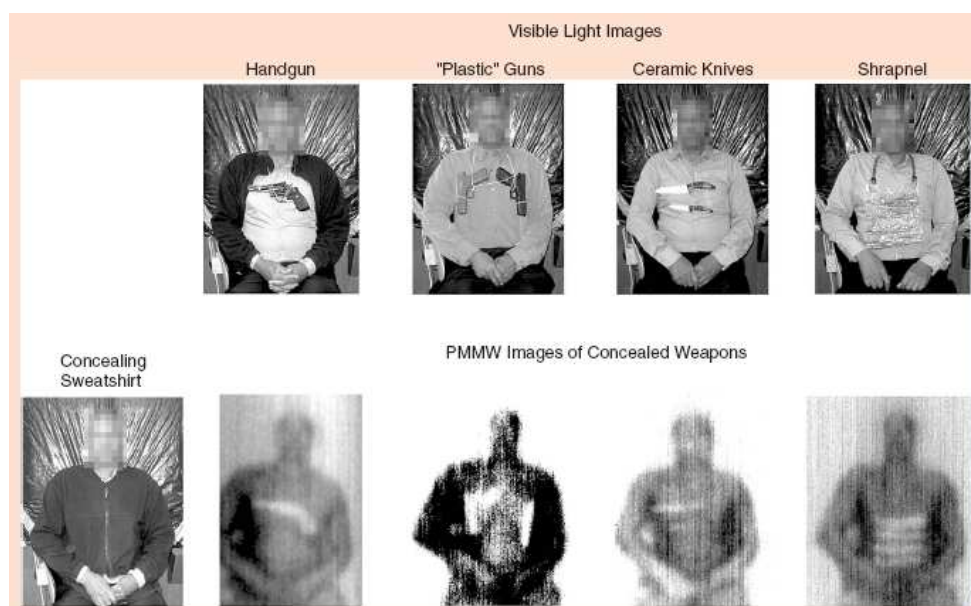 Visible Light Images
Handgun
"Plastic" Guns
Ceramic Knives
Shrapnel
PMMW Images of Concealed Weapons
Concealing
Sweatshirt